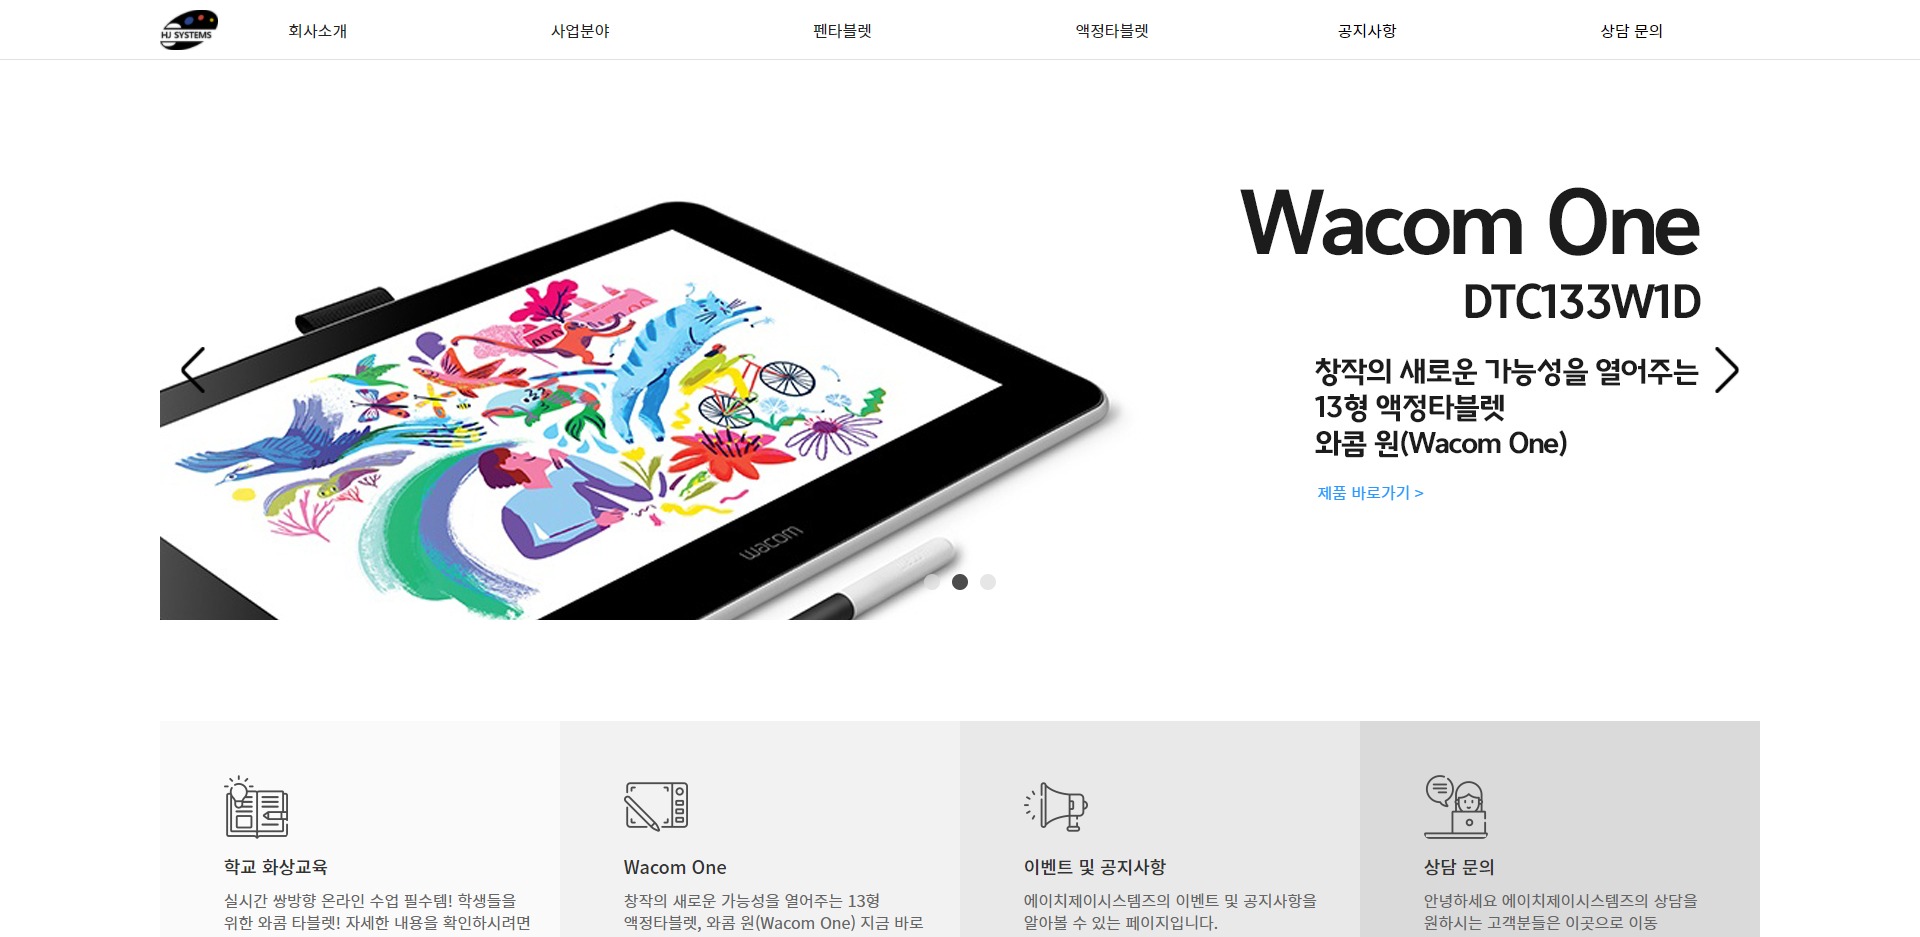 HJ SYSTEMS
회사소개
사업분야
펜타블렛
액정타블렛
공지사항
상담 문의
Wacom One
DTC133W1D
창작의 새로운 가능성을 열어주는
13형 액정타블렛
와콤 원(Wacom One)
제품 바로가기 >
wacom
학교 화상교육
실시간 쌍방향 온라인 수업 필수템! 학생들을
위한 와콤 타블렛! 자세한 내용을 확인하시려면
Wacom One
창작의 새로운 가능성을 열어주는 13형
액정타블렛, 와콤 원(Wacom One) 지금 바로
이벤트 및 공지사항
에이치제이시스템즈의 이벤트 및 공지사항을
알아볼 수 있는 페이지입니다.
상담 문의
안녕하세요 에이치제이시스템즈의 상담을
원하시는 고객분들은 이곳으로 이동